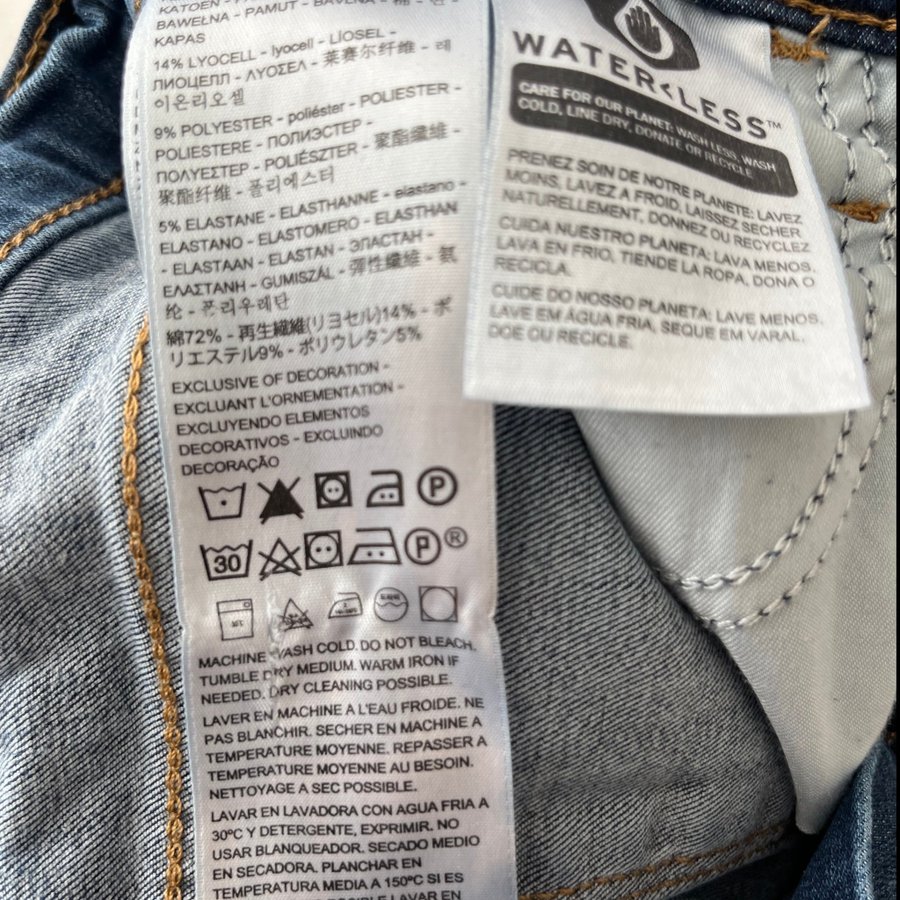 KATOEN - PAMUK - BAVLNA - 棉 -
BAWEŁNA - PAMUT - BAVLNA - 棉 -
KAPAS
14% LYOCELL - lyocell - LIOSEL -
ЛИОЦЕЛЛ - ΛΥΟΣΕΛ - 莱赛尔纤维 - 레
이온리오셀
9% POLYESTER - poliéster - POLIESTER -
POLIESTERE - ПОЛИЭСТЕР -
ΠΟΛΥΕΣΤΕΡ - POLIÉSZTER - 聚酯纖維 -
聚酯纤维 - 폴리에스터
5% ELASTANE - ELASTHANNE - elastano -
ELASTANO - ELASTOMERO - ELASTHAN
- ELASTAAN - ELASTAN - ЭЛАСТАН -
ΕΛΑΣΤΑΝΗ - GUMISZÁL - 弹性纖維 - 氨
纶 - 폴리우레탄
綿72% - 再生繊維(リヨセル)14% - ポ
リエステル9% - ポリウレタン5%
EXCLUSIVE OF DECORATION -
EXCLUANT L'ORNEMENTATION -
EXCLUYENDO ELEMENTOS
DECORATIVOS - EXCLUINDO
DECORAÇÃO
P
30 P ®
MACHINE WASH COLD. DO NOT BLEACH.
TUMBLE DRY MEDIUM. WARM IRON IF
NEEDED. DRY CLEANING POSSIBLE.
LAVER EN MACHINE A L'EAU FROIDE. NE
PAS BLANCHIR. SECHER EN MACHINE A
TEMPERATURE MOYENNE. REPASSER A
TEMPERATURE MOYENNE AU BESOIN.
NETTOYAGE A SEC POSSIBLE.
LAVAR EN LAVADORA CON AGUA FRIA A
30ºC Y DETERGENTE, EXPRIMIR. NO
USAR BLANQUEADOR. SECADO MEDIO
EN SECADORA. PLANCHAR EN
TEMPERATURA MEDIA A 150ºC SI ES
WATER<LESS™
CARE FOR OUR PLANET: WASH LESS, WASH
COLD, LINE DRY, DONATE OR RECYCLE
PRENEZ SOIN DE NOTRE PLANETE: LAVEZ
MOINS, LAVEZ A FROID, LAISSEZ SECHER
NATURELLEMENT, DONNEZ OU RECYCLEZ
CUIDA NUESTRO PLANETA: LAVA MENOS,
LAVA EN FRIO, TIENDE LA ROPA, DONA O
RECICLA.
CUIDE DO NOSSO PLANETA: LAVE MENOS,
LAVE EM ÁGUA FRIA, SEQUE EM VARAL,
DOE OU RECICLE.